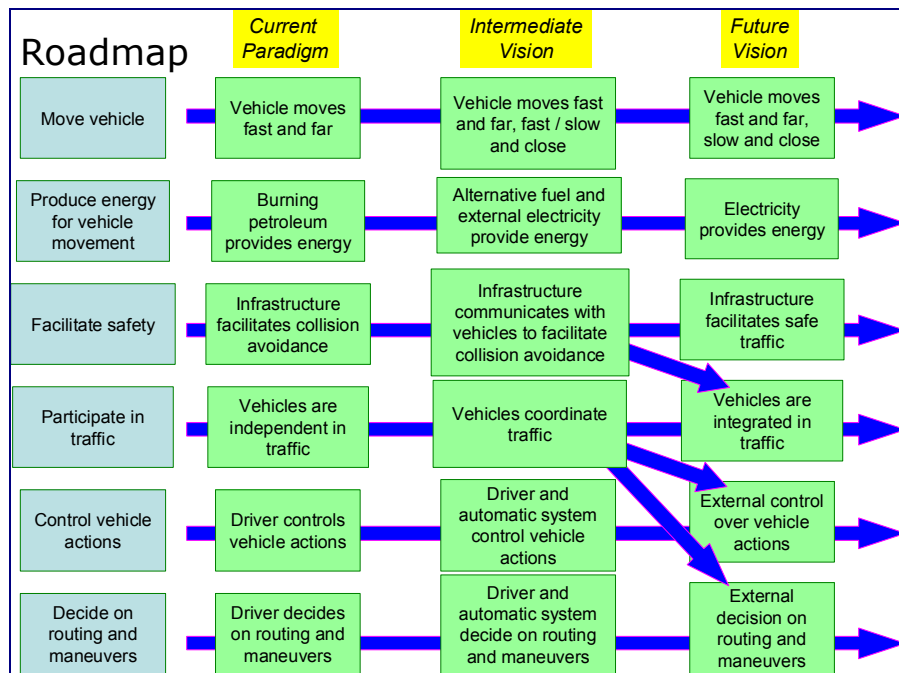 Roadmap
Current
Paradigm
Intermediate
Vision
Future
Vision
Move vehicle
Vehicle moves
fast and far
Vehicle moves fast
and far, fast / slow
and close
Vehicle moves
fast and far,
slow and close
Produce energy
for vehicle
movement
Burning
petroleum
provides energy
Alternative fuel and
external electricity
provide energy
Electricity
provides energy
Facilitate safety
Infrastructure
facilitates collision
avoidance
Infrastructure
communicates with
vehicles to facilitate
collision avoidance
Infrastructure
facilitates safe
traffic
Participate in
traffic
Vehicles are
independent in
traffic
Vehicles coordinate
traffic
Vehicles are
integrated in
traffic
Control vehicle
actions
Driver controls
vehicle actions
Driver and
automatic system
control vehicle
actions
External control
over vehicle
actions
Decide on
routing and
maneuvers
Driver decides
on routing and
maneuvers
Driver and
automatic system
decide on routing
and maneuvers
External
decision on
routing and
maneuvers